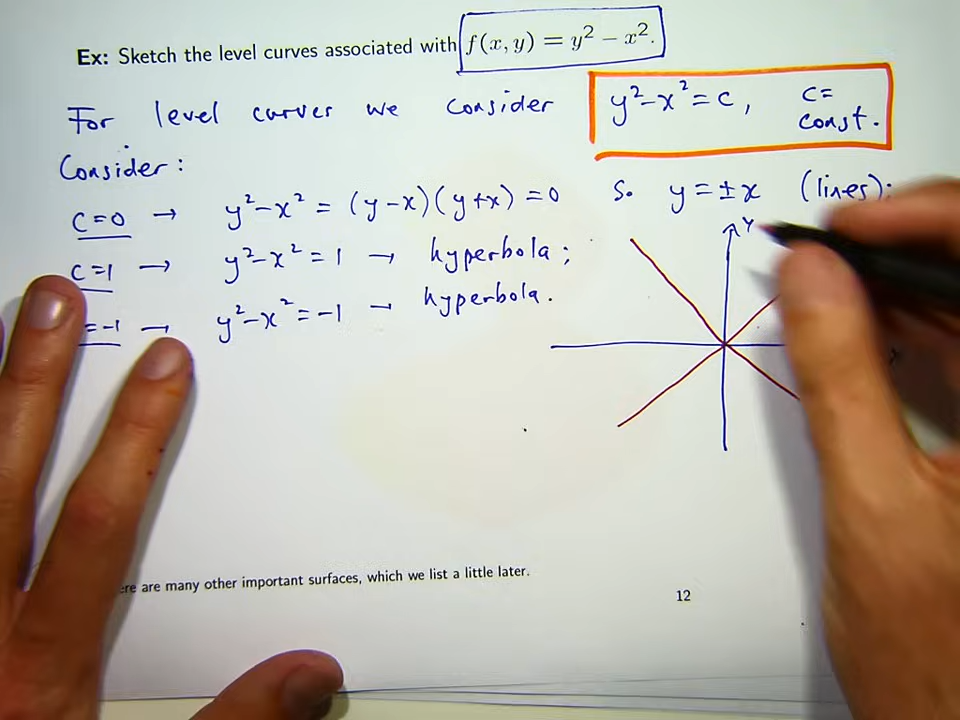 Ex: Sketch the level curves associated with f(x, y) = y² − x².
For level curves we consider y²-x²=c, c= const.
Consider:
c=0 → y²-x² = (y-x)(y+x) = 0 So y=±x (lines);
c=1 → y²-x²=1 → hyperbola;
=-1 → y²-x²=-1 → hyperbola.
y
ere are many other important surfaces, which we list a little later.
12